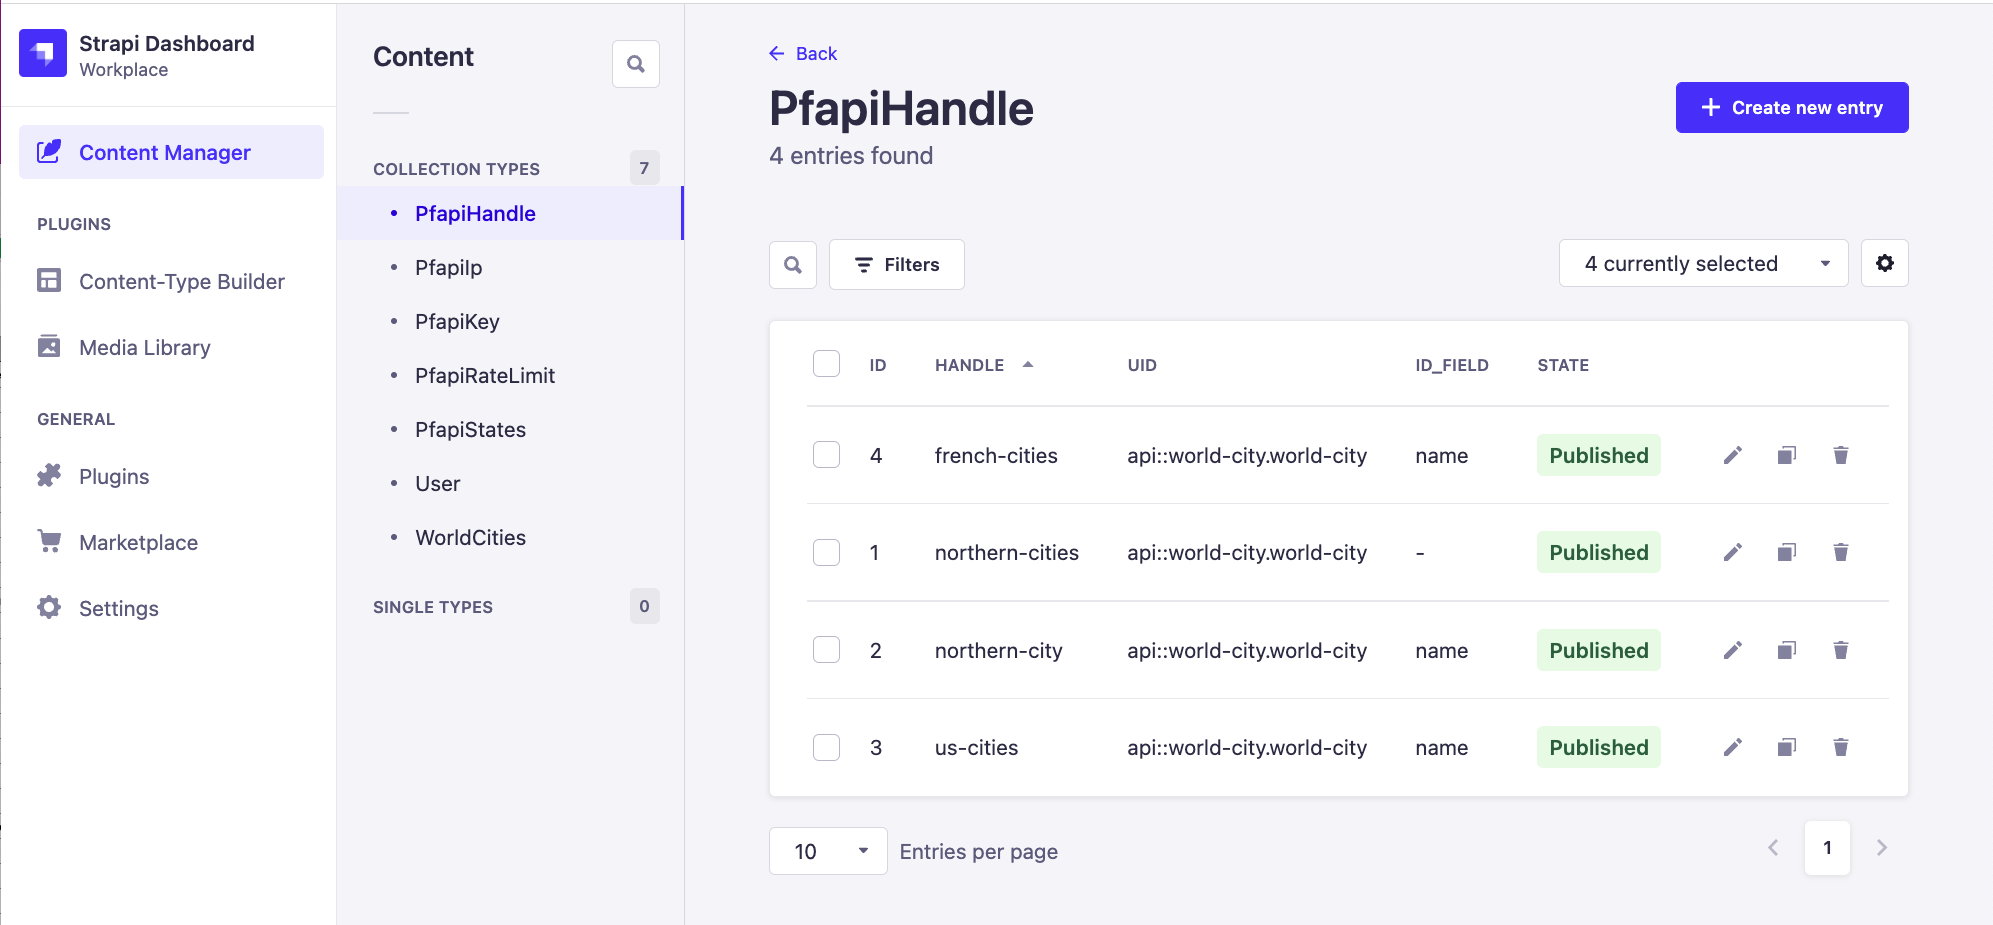 Strapi Dashboard
Workplace
Content Manager
PLUGINS
Content-Type Builder
Media Library
GENERAL
Plugins
Marketplace
Settings
Content
COLLECTION TYPES 7
PfapiHandle
PfapiIp
PfapiKey
PfapiRateLimit
PfapiStates
User
WorldCities
SINGLE TYPES 0
Back
PfapiHandle
4 entries found
Create new entry
Filters
4 currently selected
ID HANDLE UID ID_FIELD STATE
4 french-cities api::world-city.world-city name Published
1 northern-cities api::world-city.world-city - Published
2 northern-city api::world-city.world-city name Published
3 us-cities api::world-city.world-city name Published
10 Entries per page
1